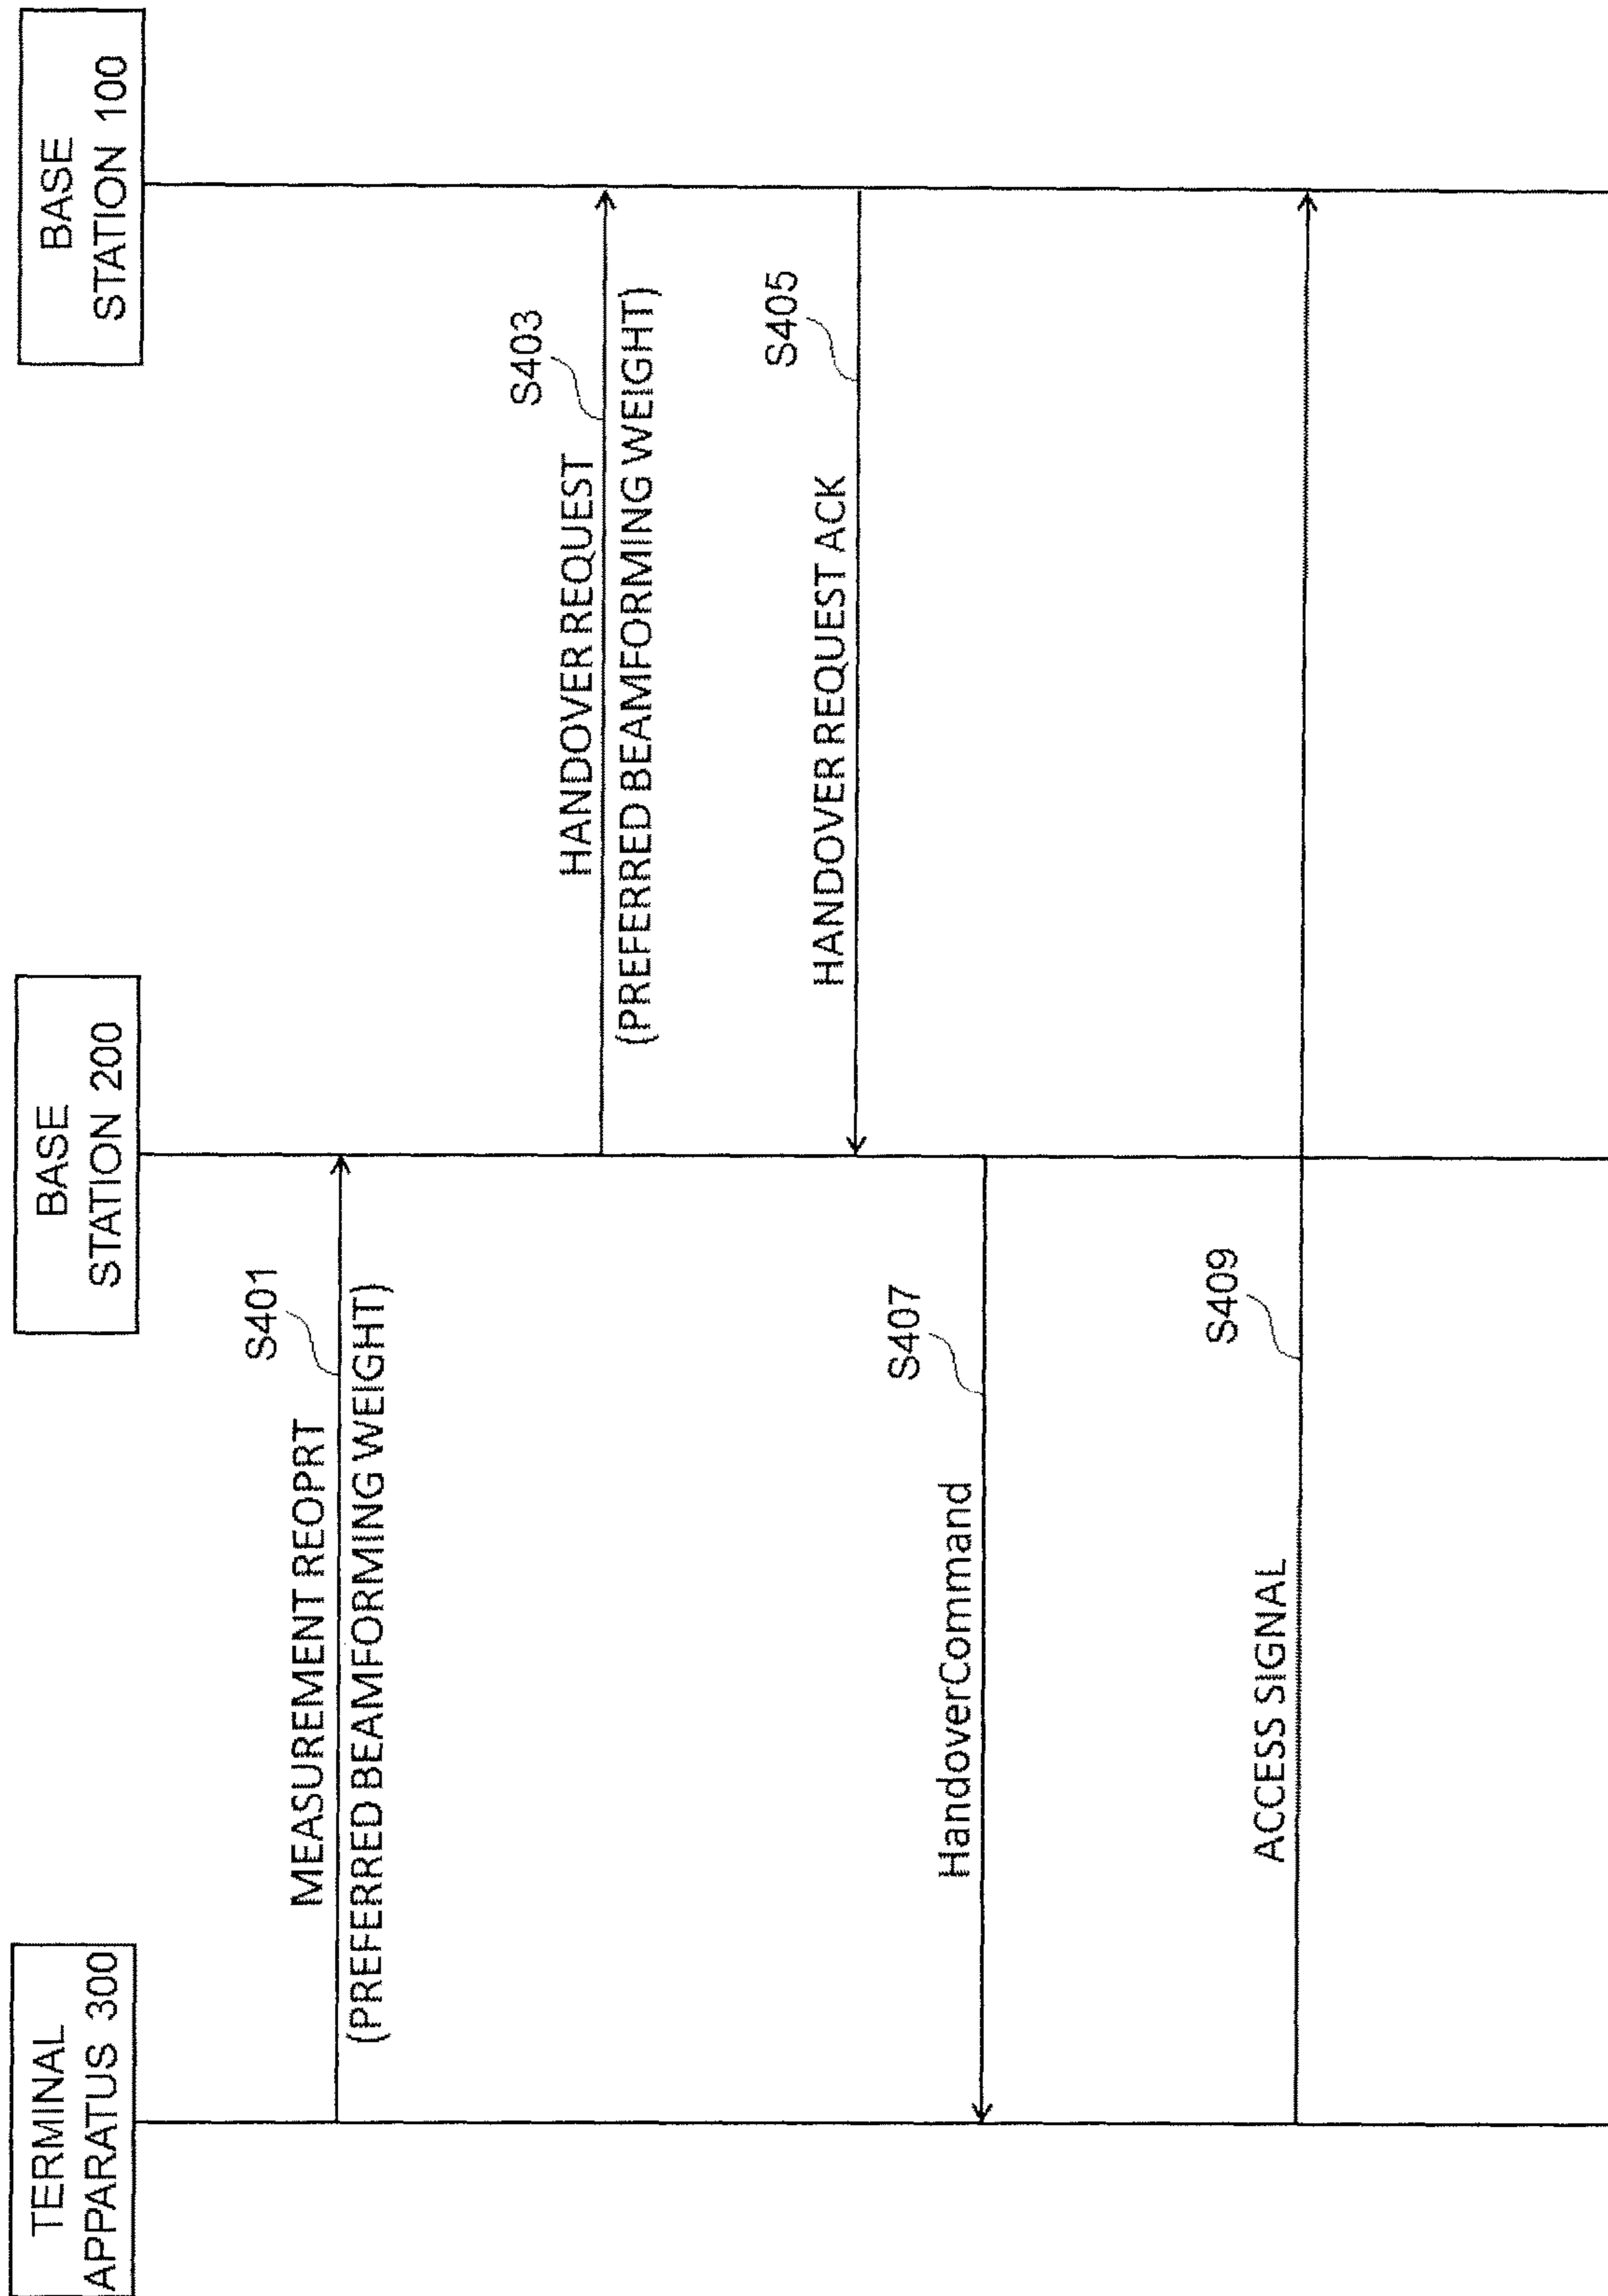 TERMINAL
APPARATUS 300
BASE
STATION 200
BASE
STATION 100
S401
MEASUREMENT REOPRT
(PREFERRED BEAMFORMING WEIGHT)
S403
HANDOVER REQUEST
(PREFERRED BEAMFORMING WEIGHT)
S405
HANDOVER REQUEST ACK
S407
HandoverCommand
S409
ACCESS SIGNAL